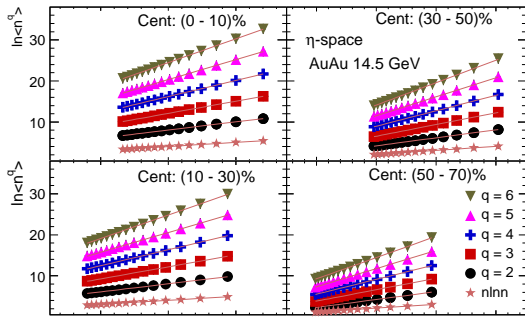 Cent: (0 - 10)%
Cent: (30 - 50)%
η-space
AuAu 14.5 GeV
ln<n^q>
30
20
10
Cent: (10 - 30)%
Cent: (50 - 70)%
ln<n^q>
30
20
10
q = 6
q = 5
q = 4
q = 3
q = 2
nlnn